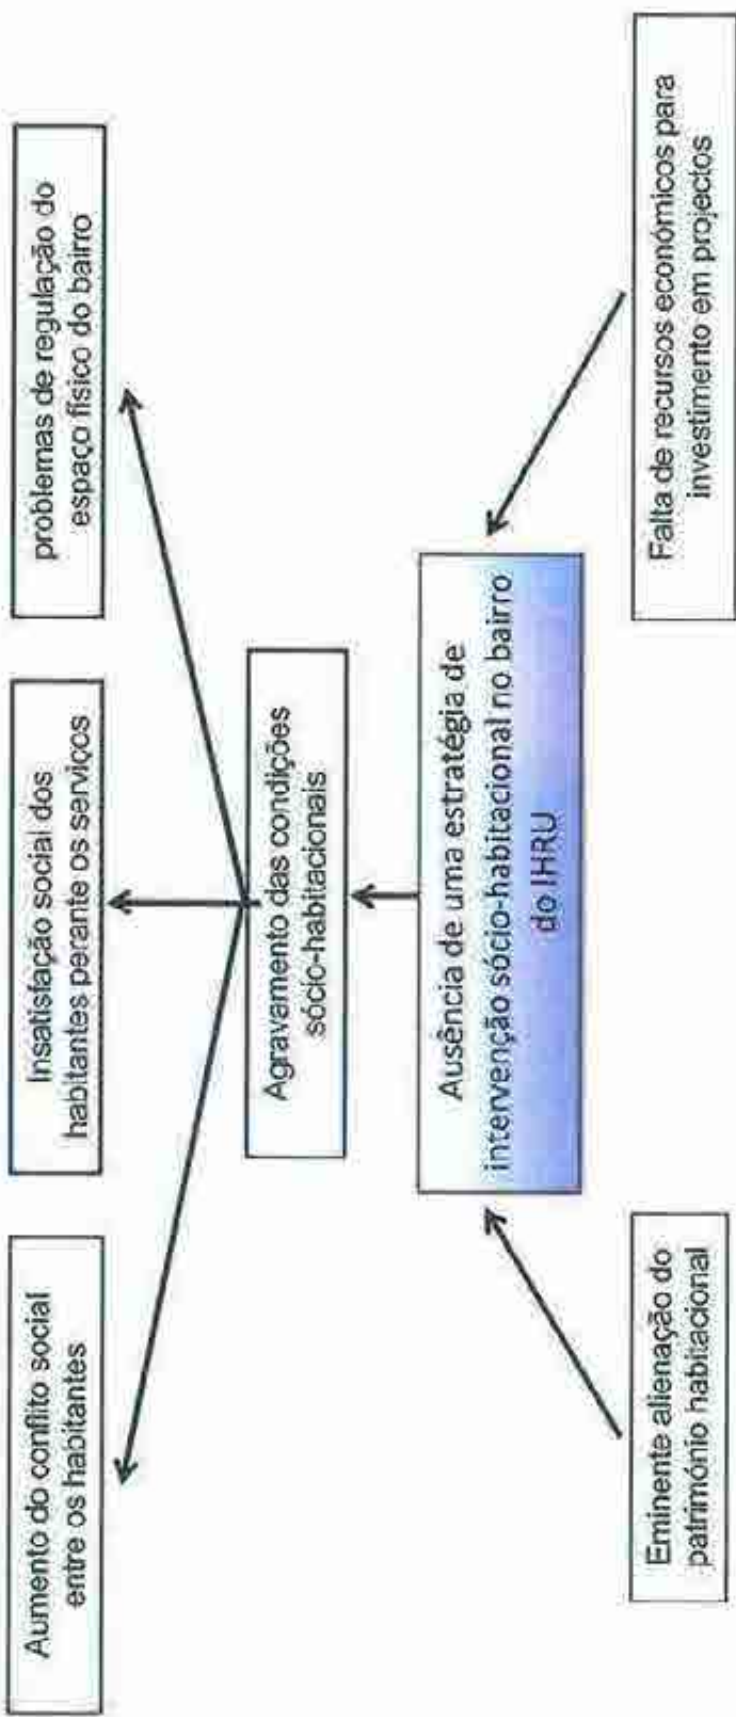 Aumento do conflito social
entre os habitantes
Insatisfação social dos
habitantes perante os serviços
problemas de regulação do
espaço físico do bairro
Agravamento das condições
sócio-habitacionais
Ausência de uma estratégia de
intervenção sócio-habitacional no bairro
do IHRU
Eminente alienação do
património habitacional
Falta de recursos económicos para
investimento em projectos